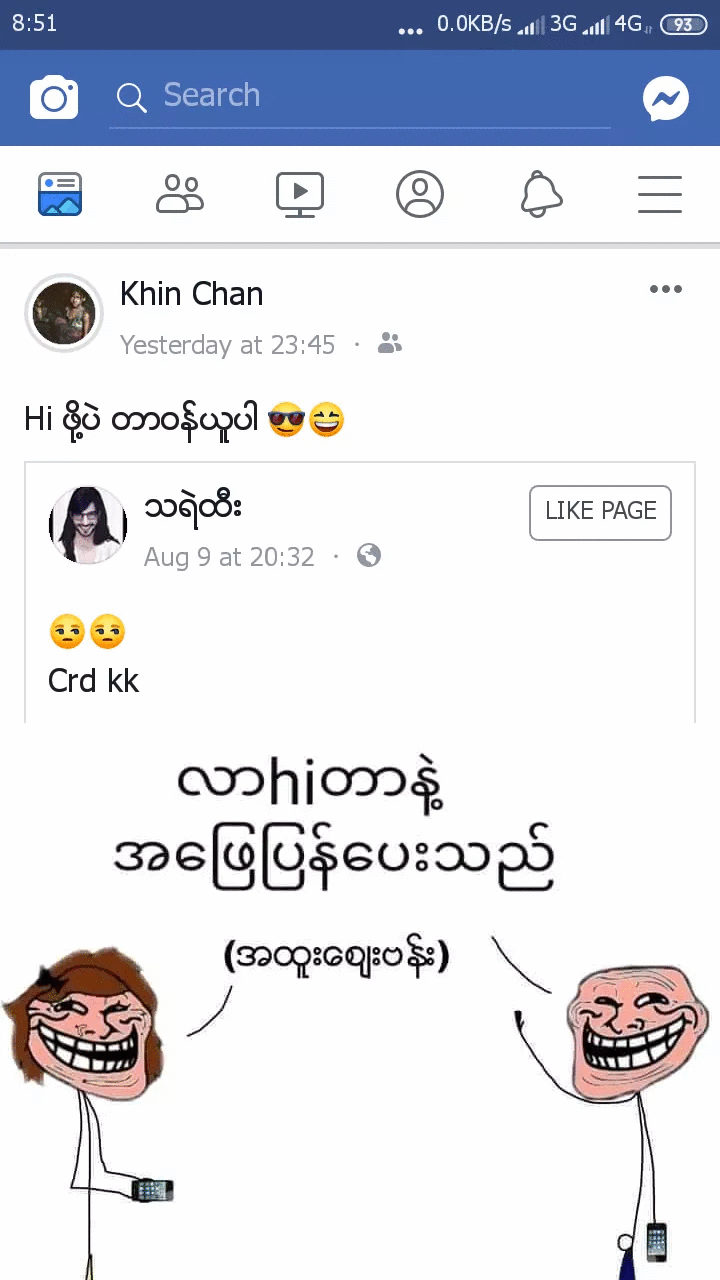 8:51 ... 0.0KB/s 3G 4G 93
Search
Khin Chan
Yesterday at 23:45 ·
Hi ဖို့ပဲ တာဝန်ယူပါ 😎😄
သရဲထီး
LIKE PAGE
Aug 9 at 20:32 ·
😒😒
Crd kk
လာhiတာနဲ့
အဖြေပြန်ပေးသည်
(အထူးဈေးဗန်း)